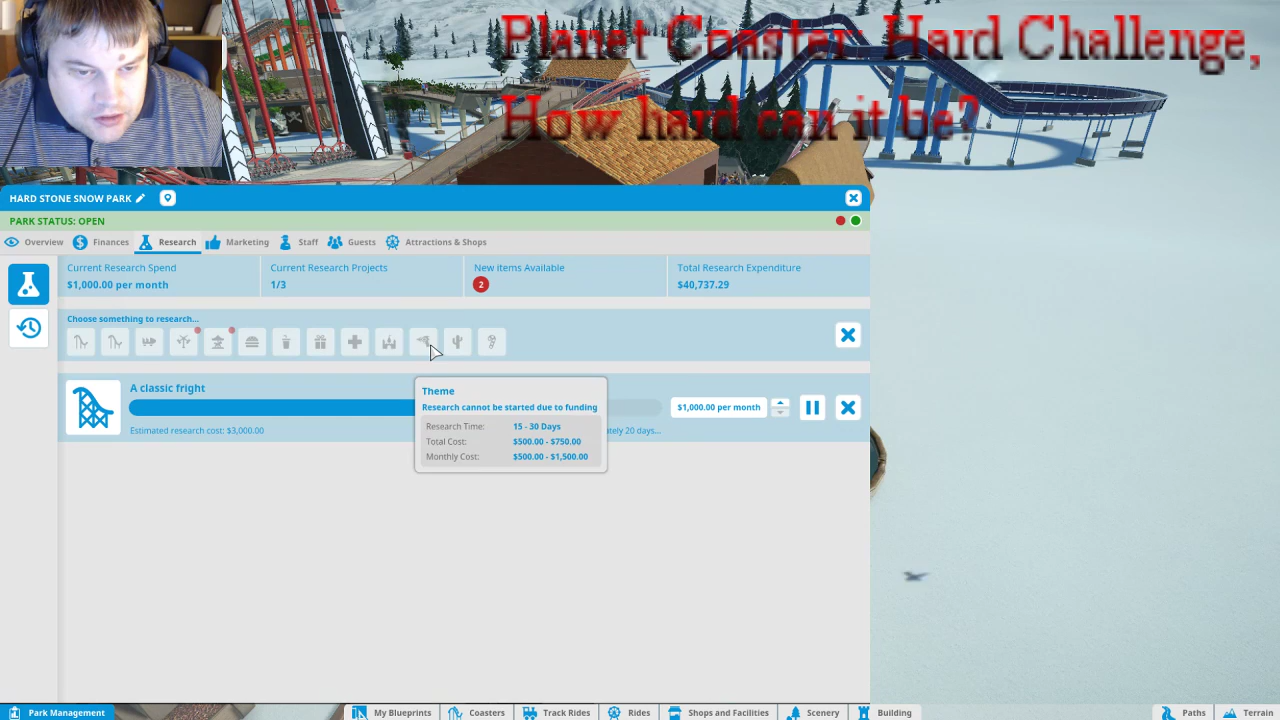 Planet Coaster: Hard Challenge,
How hard can it be?
HARD STONE SNOW PARK
PARK STATUS: OPEN
Overview Finances Research Marketing Staff Guests Attractions & Shops
Current Research Spend Current Research Projects New items Available Total Research Expenditure
$1,000.00 per month 1/3 2 $40,737.29
Choose something to research...
A classic fright
$1,000.00 per month
Estimated research cost: $3,000.00
20 days...
Theme
Research cannot be started due to funding
Research Time: 15 - 30 Days
Total Cost: $500.00 - $750.00
Monthly Cost: $500.00 - $1,500.00
Park Management My Blueprints Coasters Track Rides Rides Shops and Facilities Scenery Building Paths Terrain